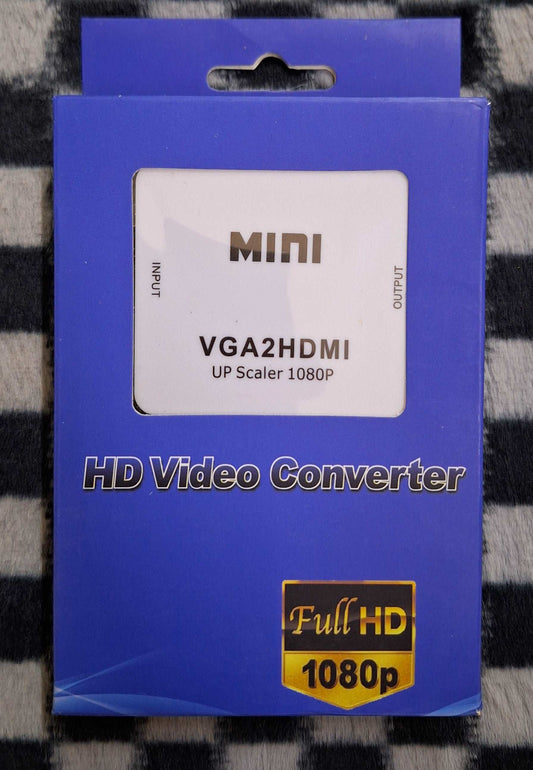 MINI
INPUT
OUTPUT
VGA2HDMI
UP Scaler 1080P
HD Video Converter
Full HD
1080p